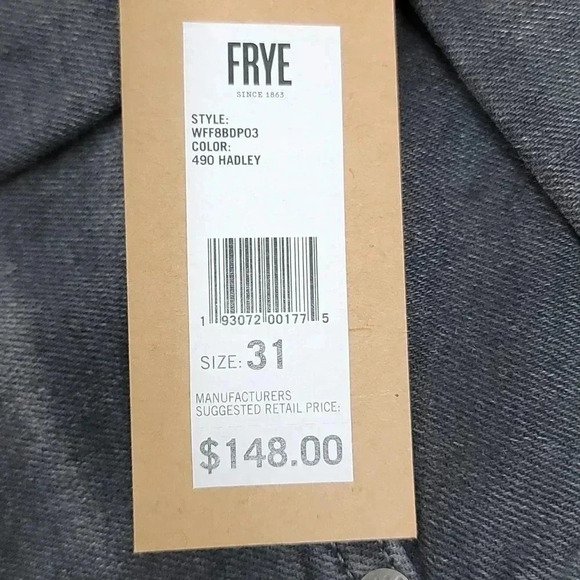 FRYE
SINCE 1863
STYLE:
WFF8BDP03
COLOR:
490 HADLEY
1 93072 00177 5
SIZE: 31
MANUFACTURERS
SUGGESTED RETAIL PRICE:
$148.00